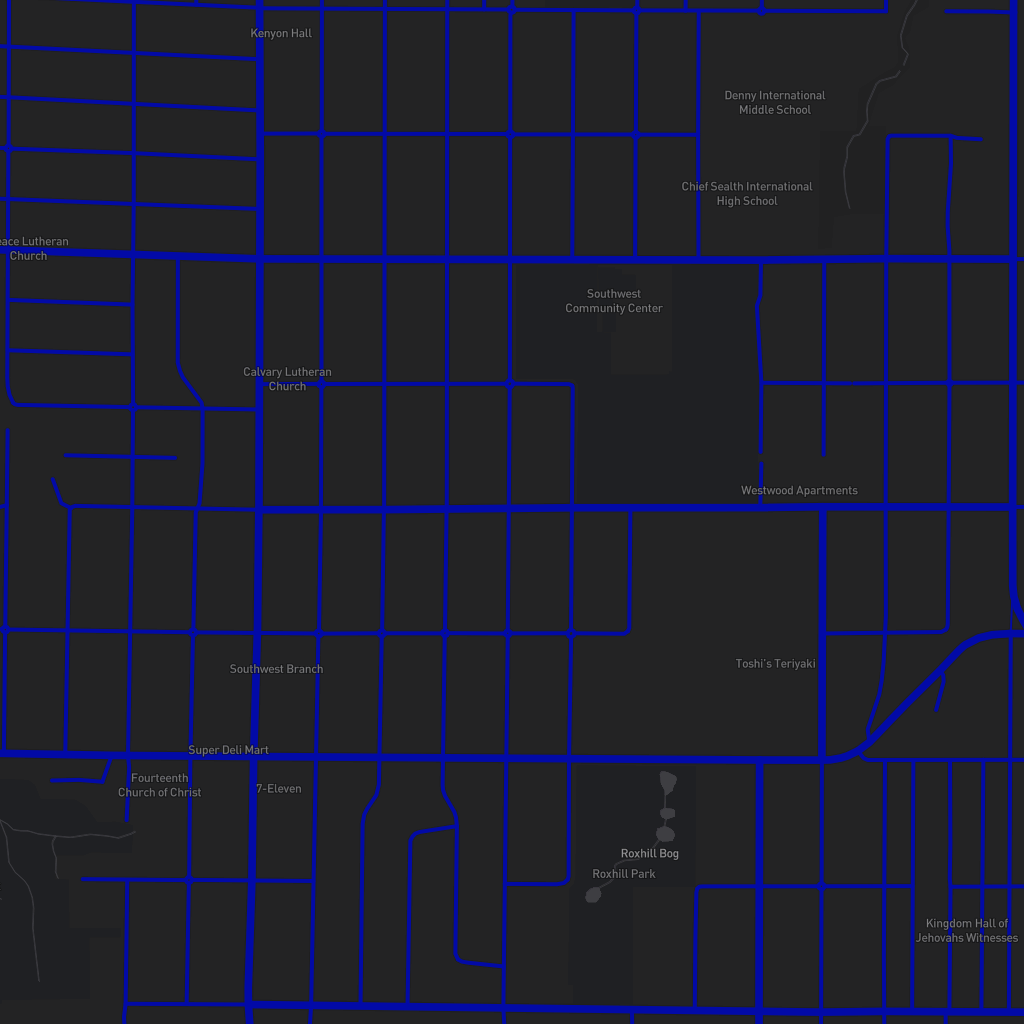 Kenyon Hall
Denny International
Middle School
Chief Sealth International
High School
eace Lutheran
Church
Southwest
Community Center
Calvary Lutheran
Church
Westwood Apartments
Southwest Branch
Toshi's Teriyaki
Super Deli Mart
Fourteenth
Church of Christ
7-Eleven
Roxhill Bog
Roxhill Park
Kingdom Hall of
Jehovahs Witnesses